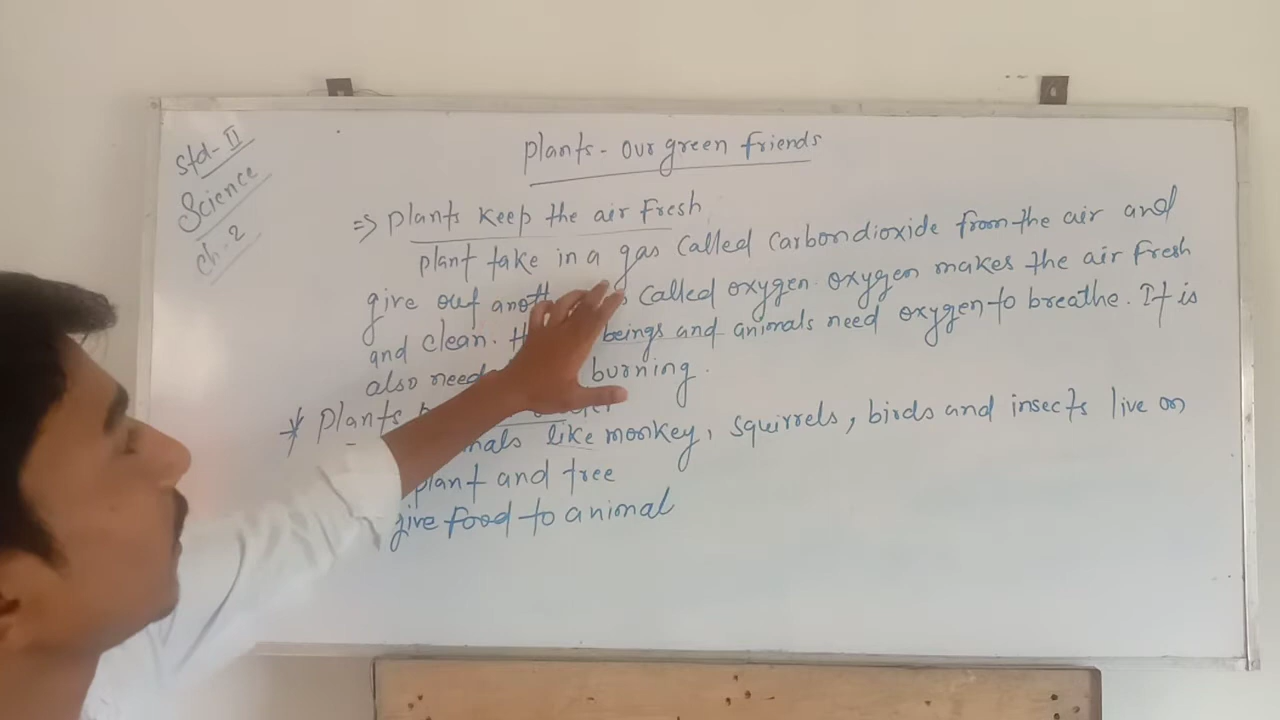 Std-II
Science
Ch. 2
Plants - Our green friends
=> Plants keep the air Fresh
plant take in a gas called carbondioxide from the air and
give out called oxygen. oxygen makes the air Fresh
and clean. beings and animals need oxygen to breathe. It is
also need burning.
* Plants
like monkey, squirrels, birds and insects live on
plant and tree
give food to animal